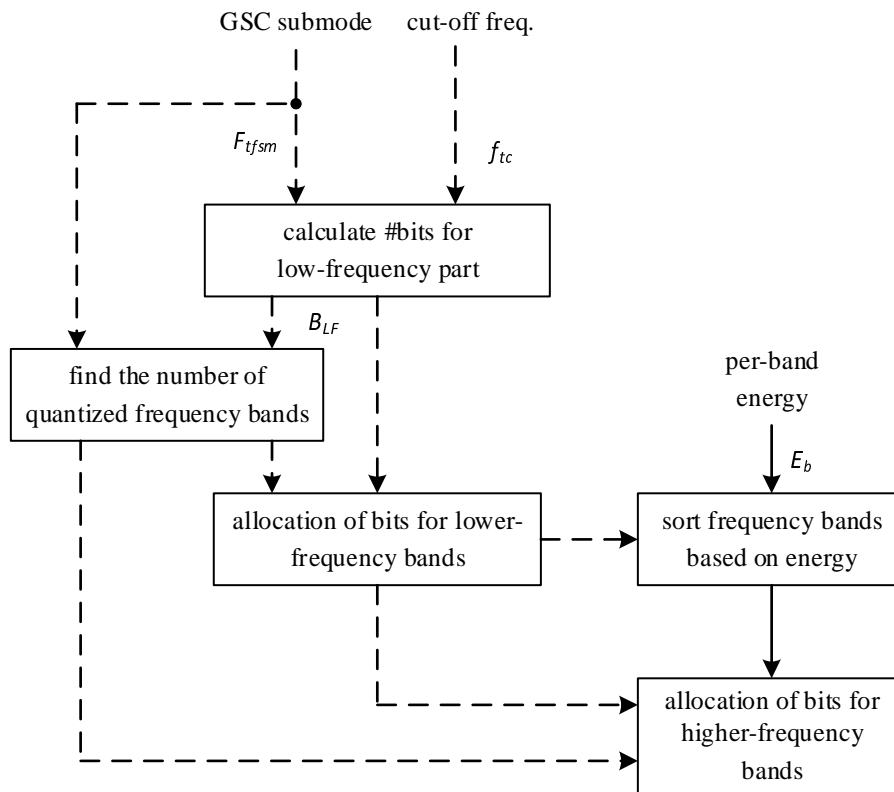 GSC submode
cut-off freq.
F_tfsm
f_tc
calculate #bits for
low-frequency part
B_LF
find the number of
quantized frequency bands
per-band
energy
E_b
allocation of bits for lower-
frequency bands
sort frequency bands
based on energy
allocation of bits for
higher-frequency
bands